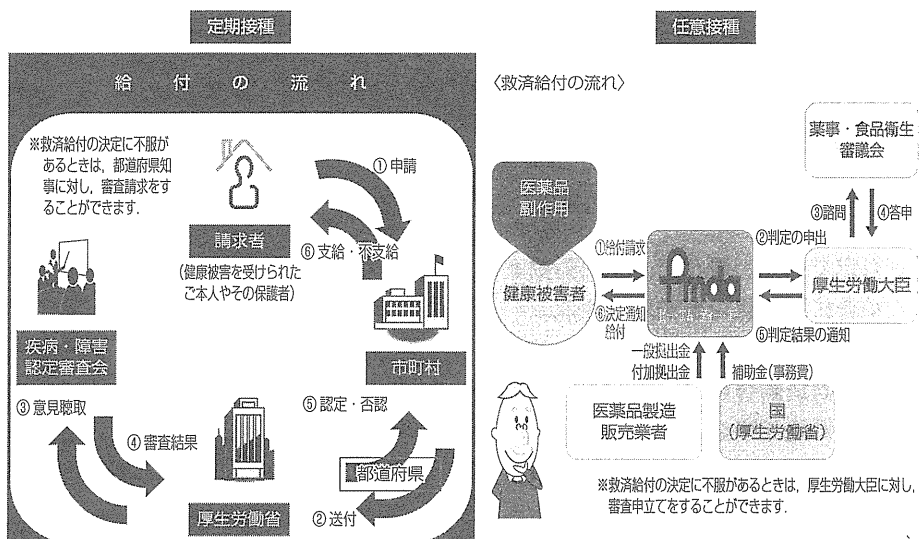 定期接種
給付の流れ
※救済給付の決定に不服が
あるときは，都道府県知
事に対し，審査請求をす
ることができます．
①申請
請求者
(健康被害を受けられた
ご本人やその保護者)
⑥支給・不支給
疾病・障害
認定審査会
市町村
③意見聴取
④審査結果
⑤認定・否認
都道府県
厚生労働省
②送付
任意接種
〈救済給付の流れ〉
薬事・食品衛生
審議会
医薬品
副作用
③諮問
④答申
①給付請求
②判定の申出
健康被害者
Pmda
厚生労働大臣
⑥決定通知
給付
⑤判定結果の通知
一般拠出金
付加拠出金
補助金(事務費)
医薬品製造
販売業者
国
(厚生労働省)
※救済給付の決定に不服があるときは，厚生労働大臣に対し，
審査申立てをすることができます．